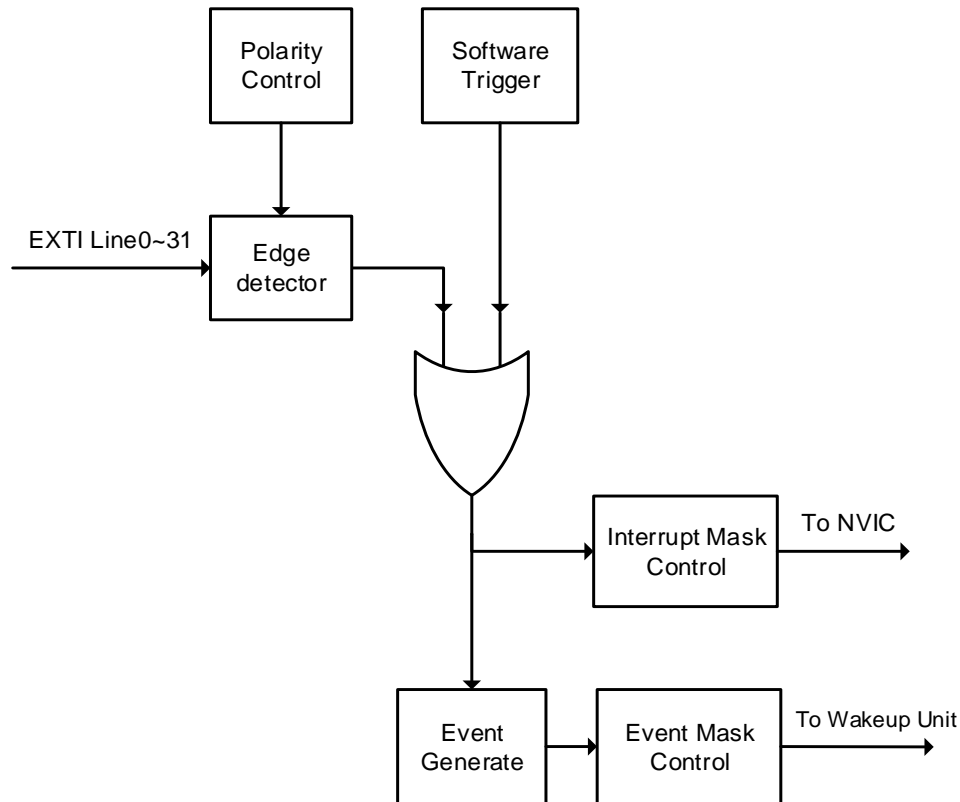 Polarity
Control
Software
Trigger
EXTI Line0~31
Edge
detector
Interrupt Mask
Control
To NVIC
Event
Generate
Event Mask
Control
To Wakeup Unit